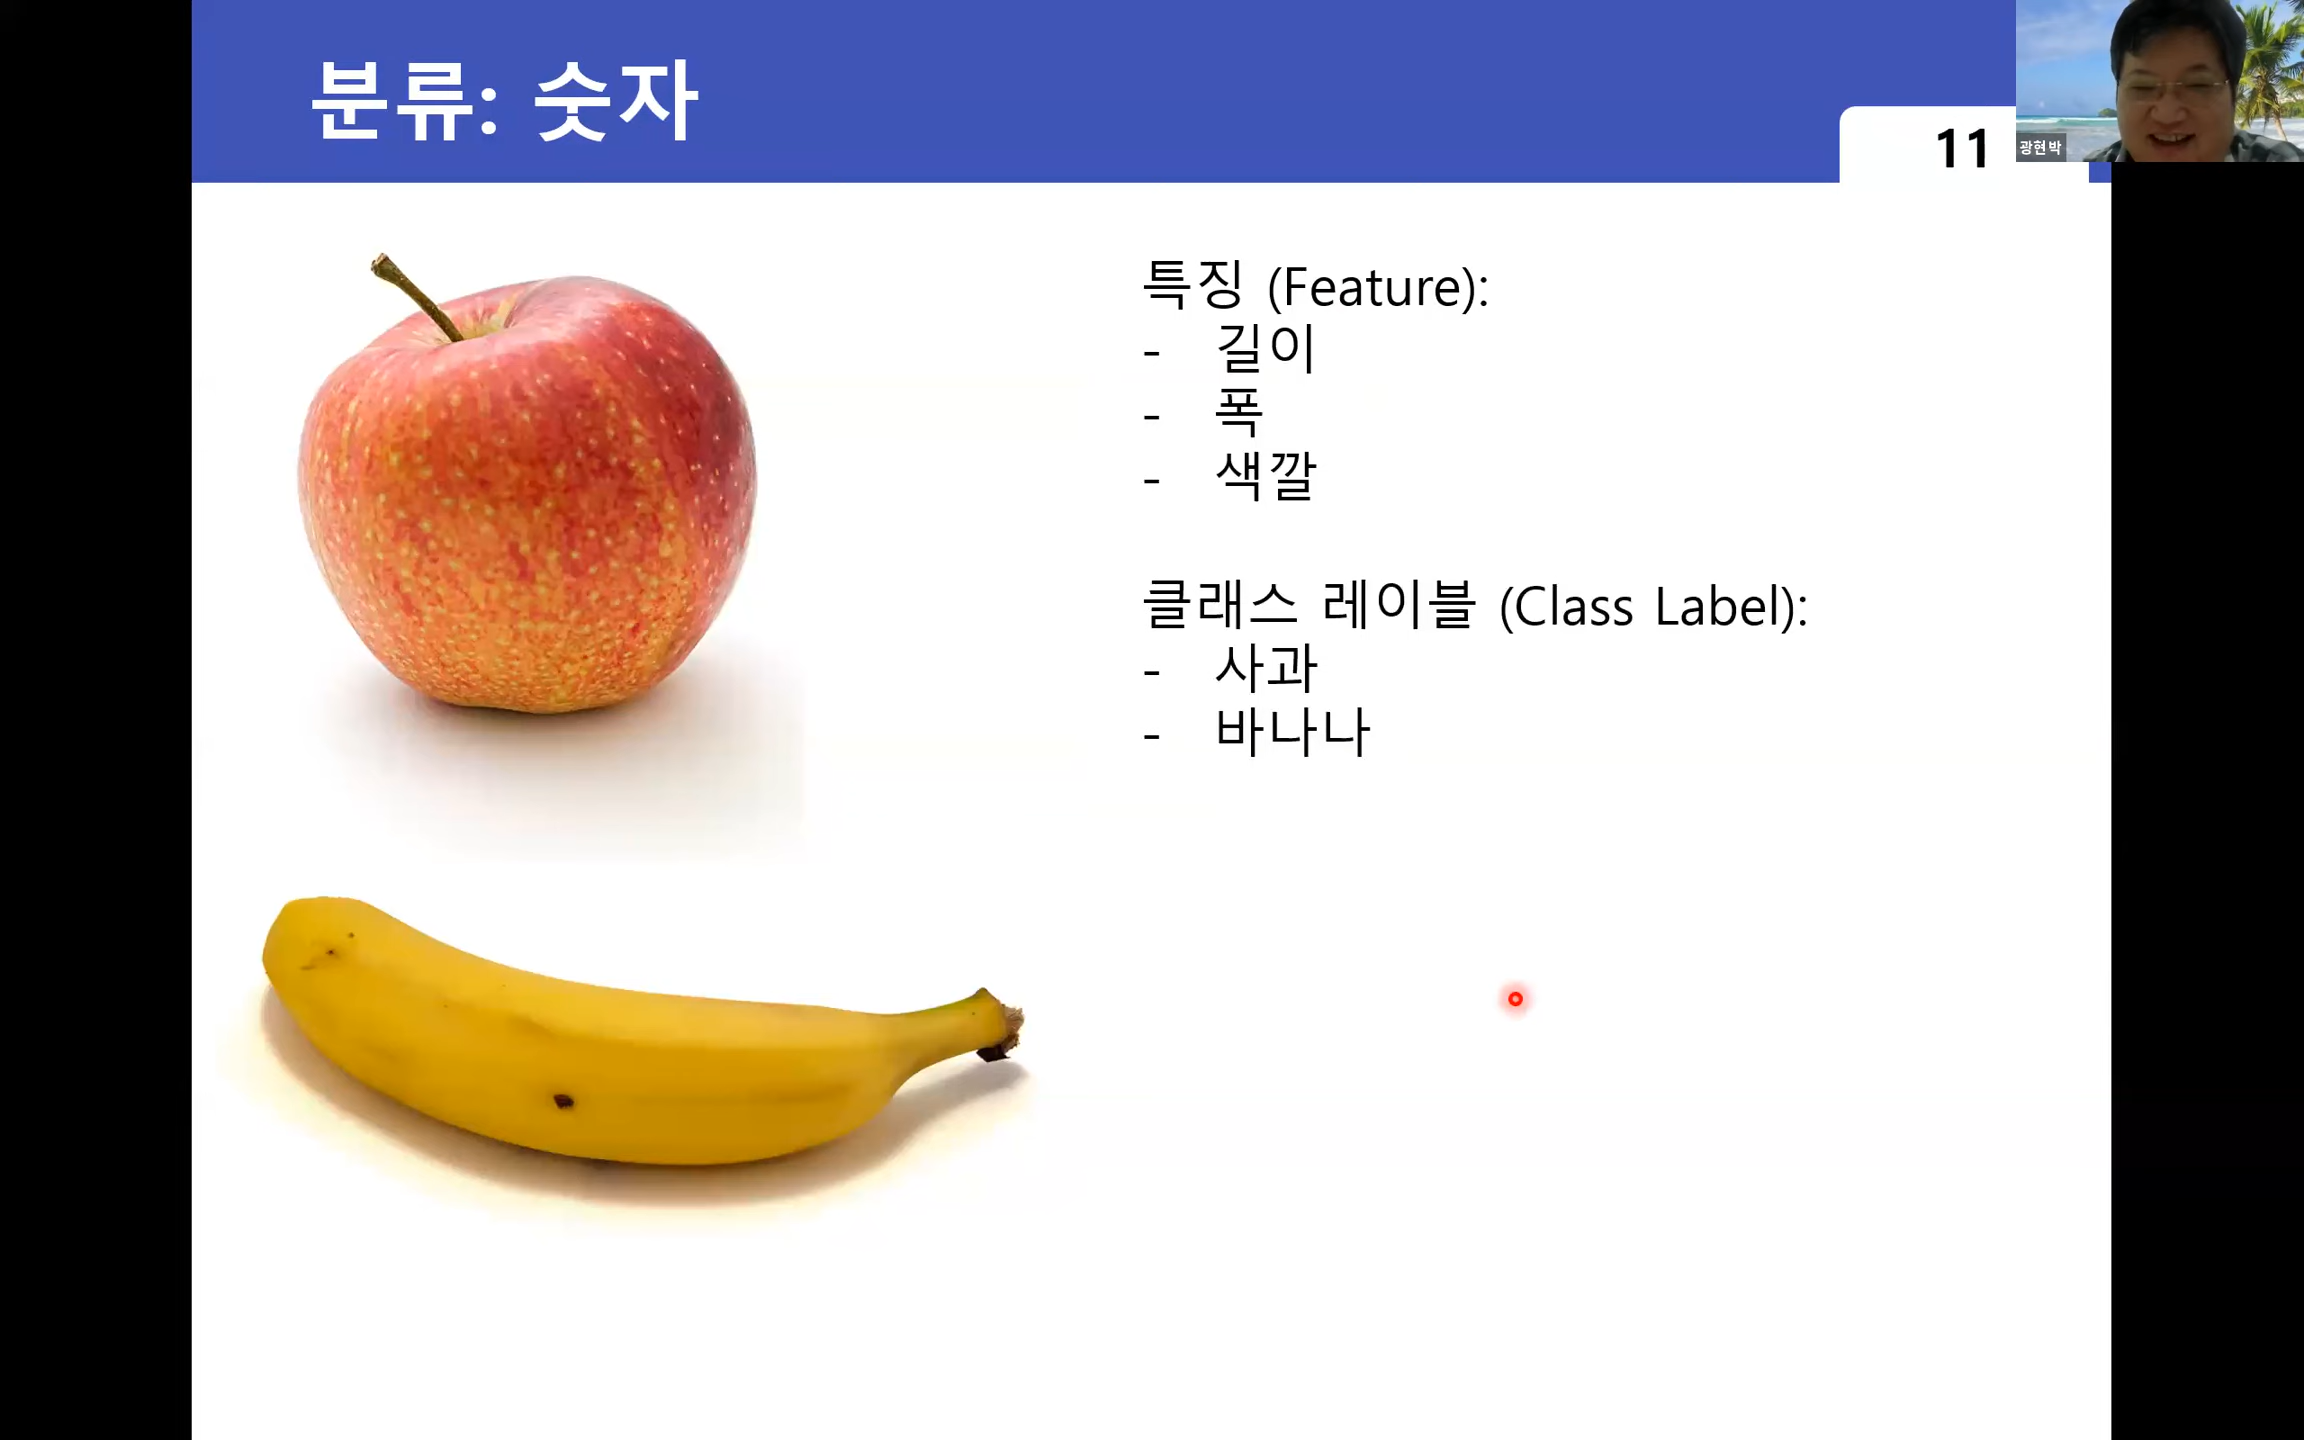 분류: 숫자
11
광현박
특징 (Feature):
- 길이
- 폭
- 색깔
클래스 레이블 (Class Label):
- 사과
- 바나나